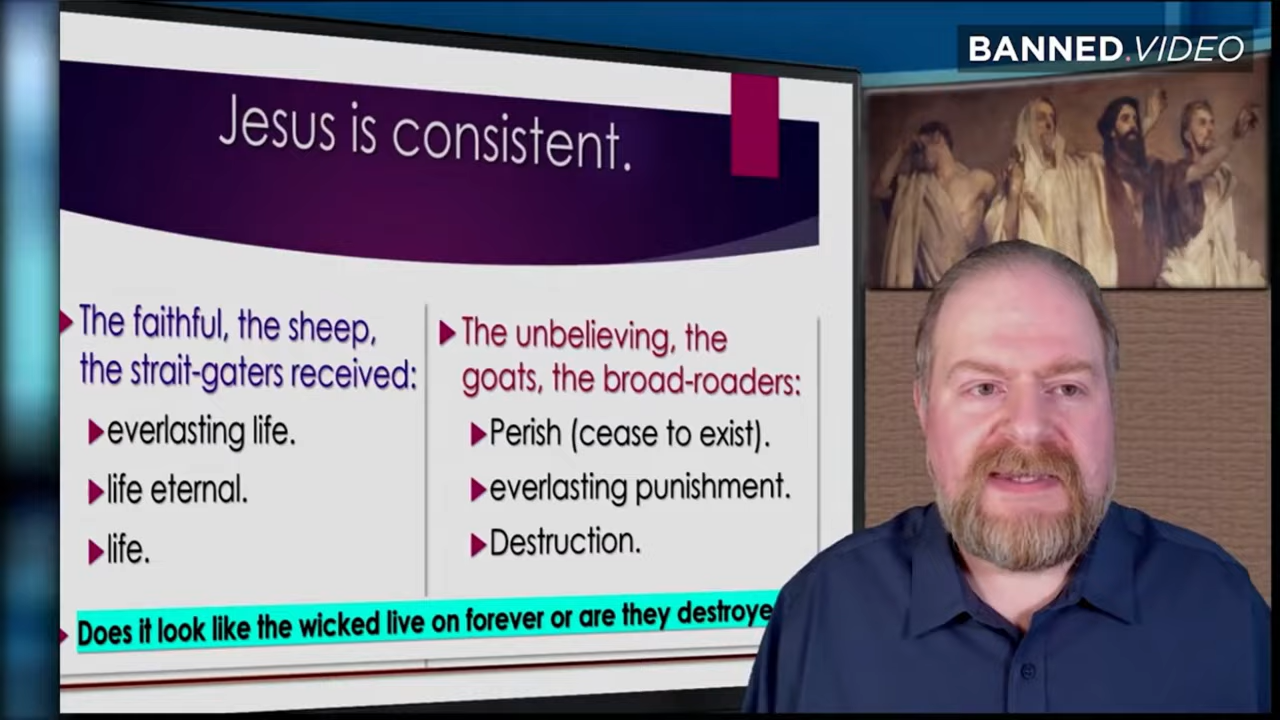 BANNED.VIDEO
Jesus is consistent.
The faithful, the sheep,
the strait-gaters received:
everlasting life.
life eternal.
life.
The unbelieving, the
goats, the broad-roaders:
Perish (cease to exist).
everlasting punishment.
Destruction.
Does it look like the wicked live on forever or are they destroye